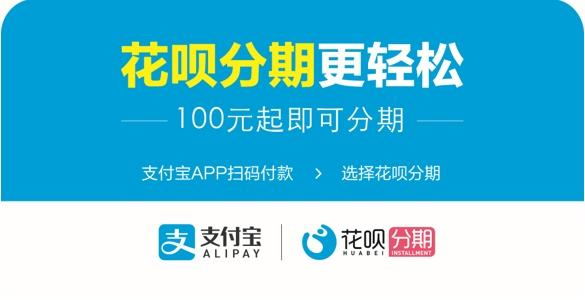 花呗分期更轻松
100元起即可分期
支付宝APP扫码付款 > 选择花呗分期
支 支付宝 花呗 分期
ALIPAY HUABEI INSTALLMENT